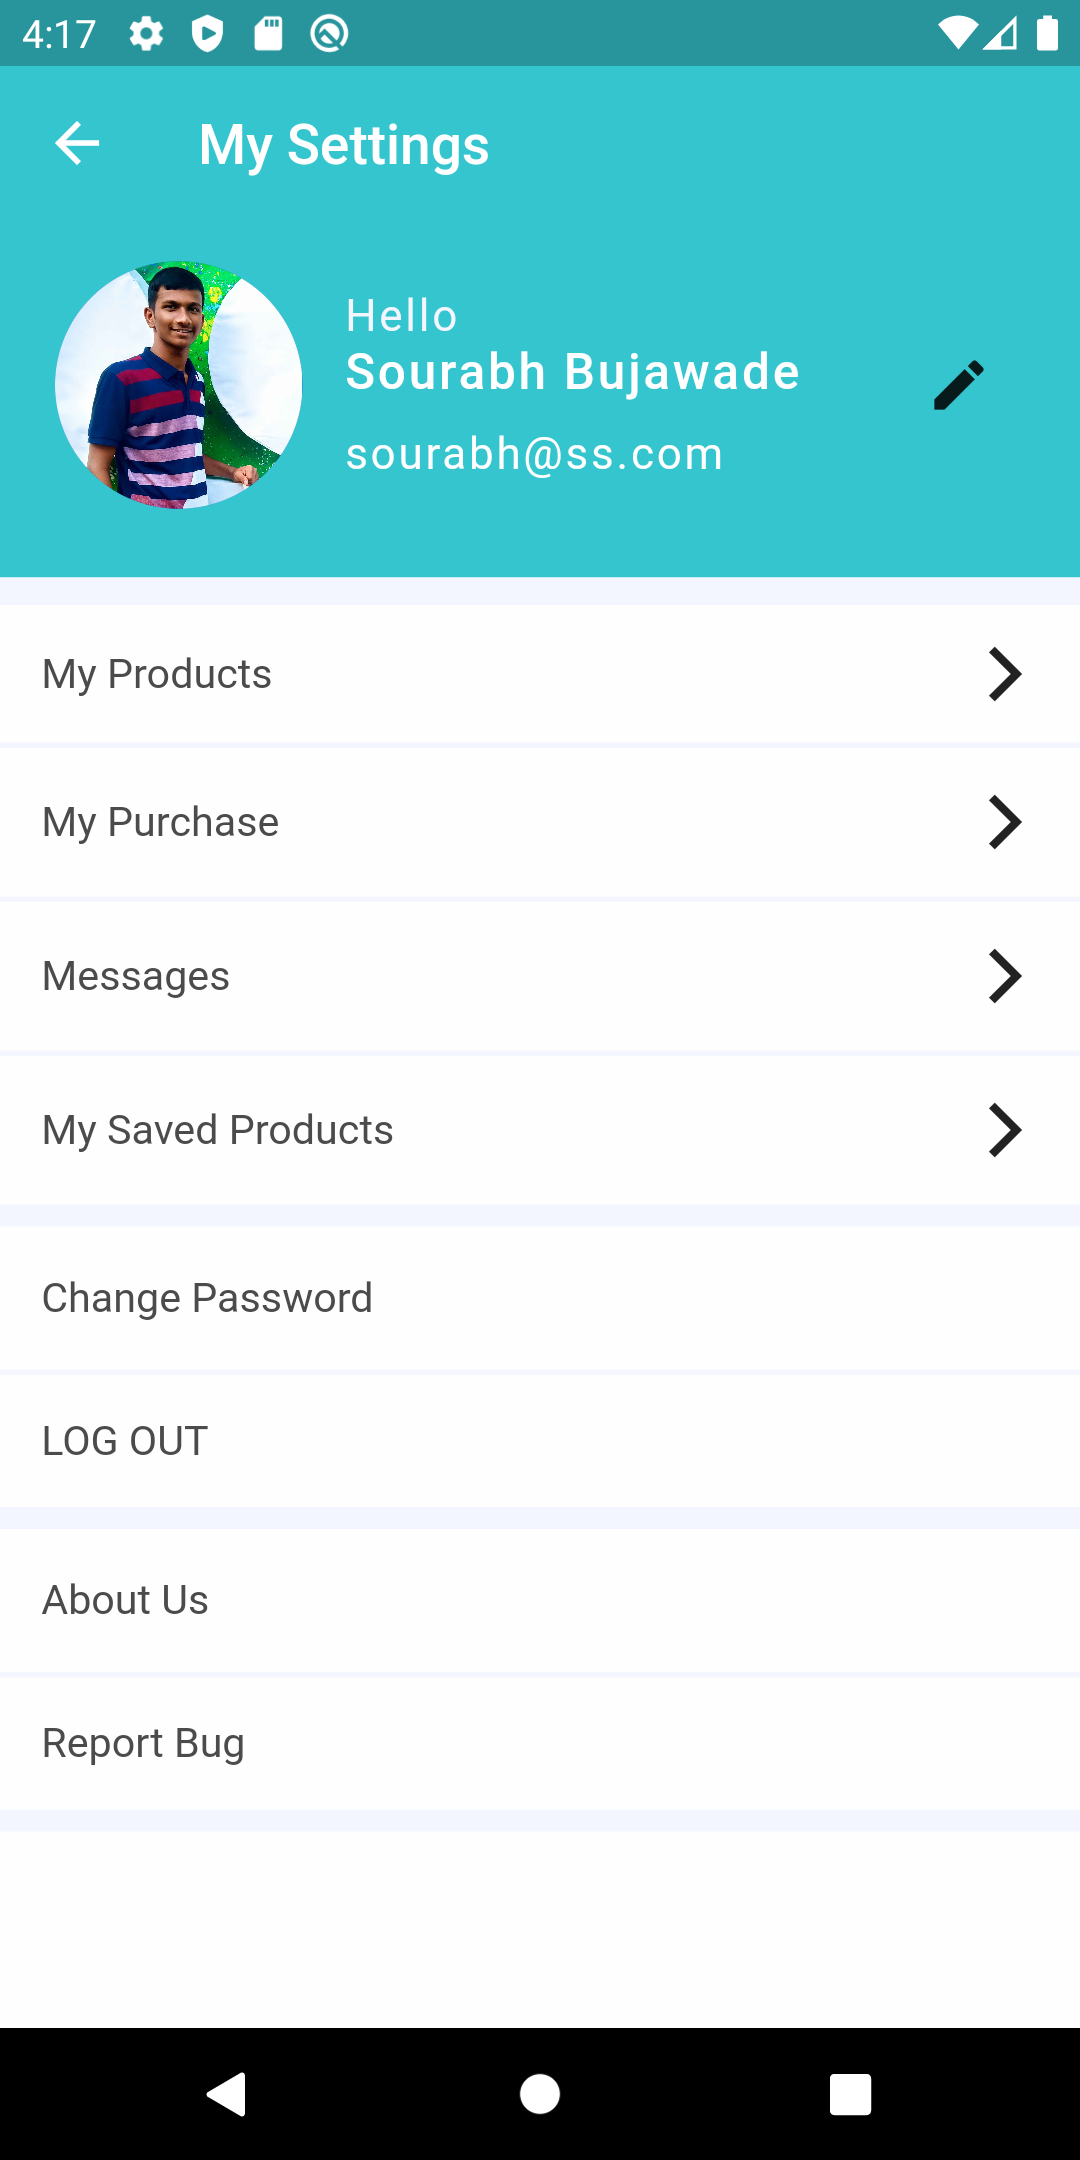 4:17
My Settings
Hello
Sourabh Bujawade
sourabh@ss.com
My Products
My Purchase
Messages
My Saved Products
Change Password
LOG OUT
About Us
Report Bug